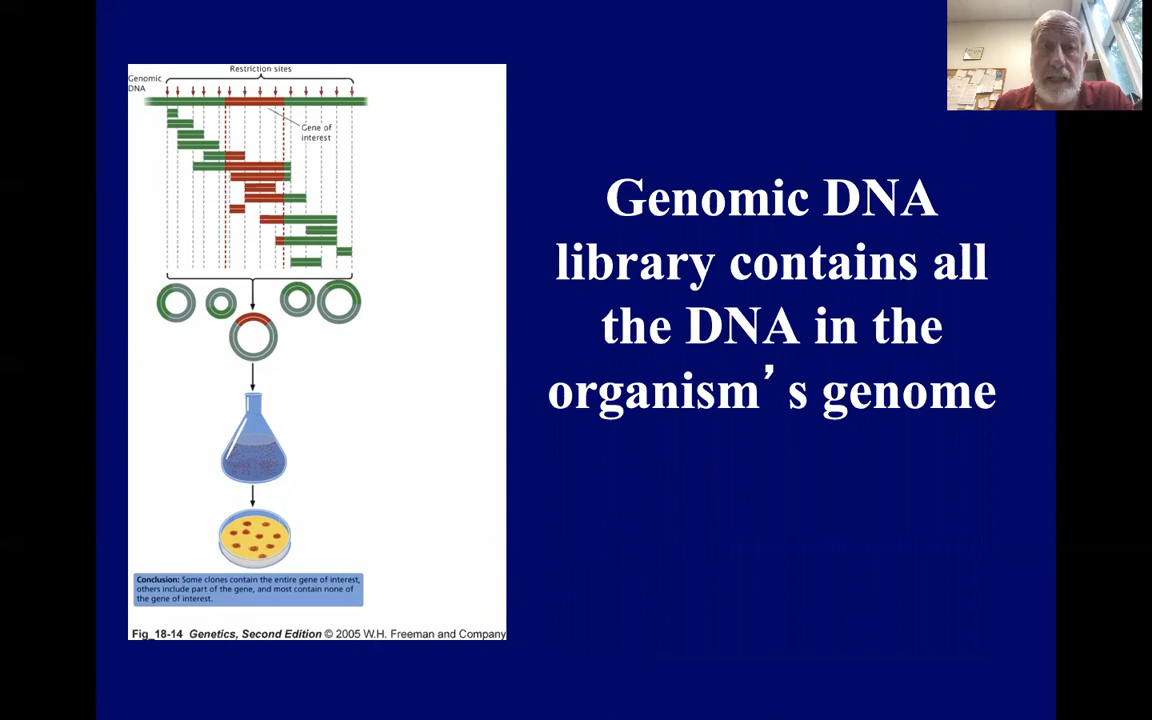 Restriction sites
Genomic
DNA
Gene of
interest
Conclusion: Some clones contain the entire gene of interest,
others include part of the gene, and most contain none of
the gene of interest.
Fig_18-14 Genetics, Second Edition © 2005 W.H. Freeman and Company
Genomic DNA
library contains all
the DNA in the
organism’s genome